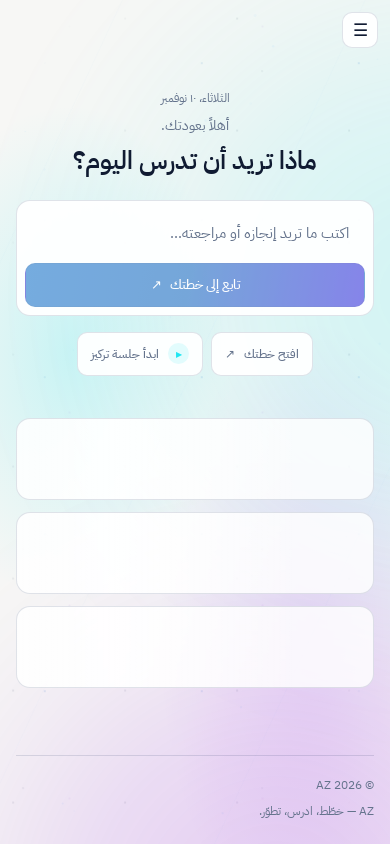 الثلاثاء، ١٠ نوفمبر
أهلاً بعودتك.
ماذا تريد أن تدرس اليوم؟
اكتب ما تريد إنجازه أو مراجعته...
تابع إلى خطتك ↗
افتح خطتك ↗
ابدأ جلسة تركيز
© 2026 AZ
AZ — خطّط، ادرس، تطوّر.